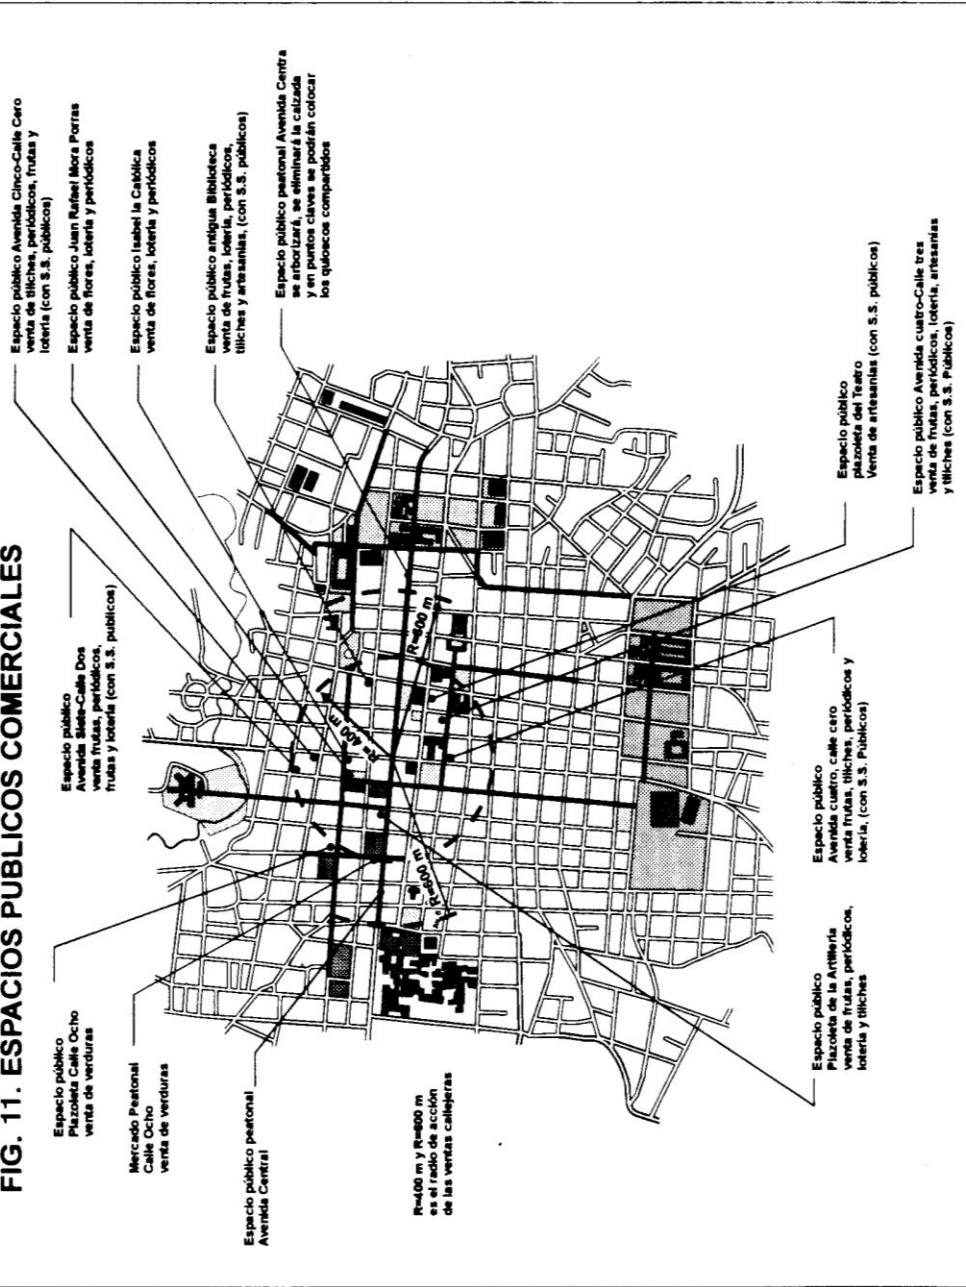 FIG. 11. ESPACIOS PUBLICOS COMERCIALES
Espacio público
Plazoleta Calle Ocho
venta de verduras
Mercado Peatonal
Calle Ocho
venta de verduras
Espacio público peatonal
Avenida Central
R=400 m y R=600 m
es el radio de acción
de las ventas callejeras
Espacio público
Avenida Siete-Calle Dos
venta frutas, periódicos,
frutas y lotería (con S.S. publicos)
Espacio público Avenida Cinco-Calle Cero
venta de tiliches, periódicos, frutas y
lotería (con S.S. públicos)
Espacio público Juan Rafael Mora Porras
venta de flores, lotería y periódicos
Espacio público Isabel la Católica
venta de flores, lotería y periódicos
Espacio público antigua Biblioteca
venta de frutas, lotería, periódicos,
tiliches y artesanías, (con S.S. públicos)
Espacio público peatonal Avenida Centra
se arborizará, se eliminará la calzada
y en puntos claves se podrán colocar
los quioscos compartidos
R= 400 m
R=600 m
R=600 m
Espacio público
Plazoleta de la Artillería
venta de frutas, periódicos,
lotería y tiliches
Espacio público
Avenida cuatro, calle cero
venta frutas, tiliches, periódicos y
lotería, (con S.S. Públicos)
Espacio público
plazoleta del Teatro
Venta de artesanías (con S.S. públicos)
Espacio público Avenida cuatro-Calle tres
venta de frutas, periódicos, lotería, artesanías
y tiliches (con S.S. Públicos)